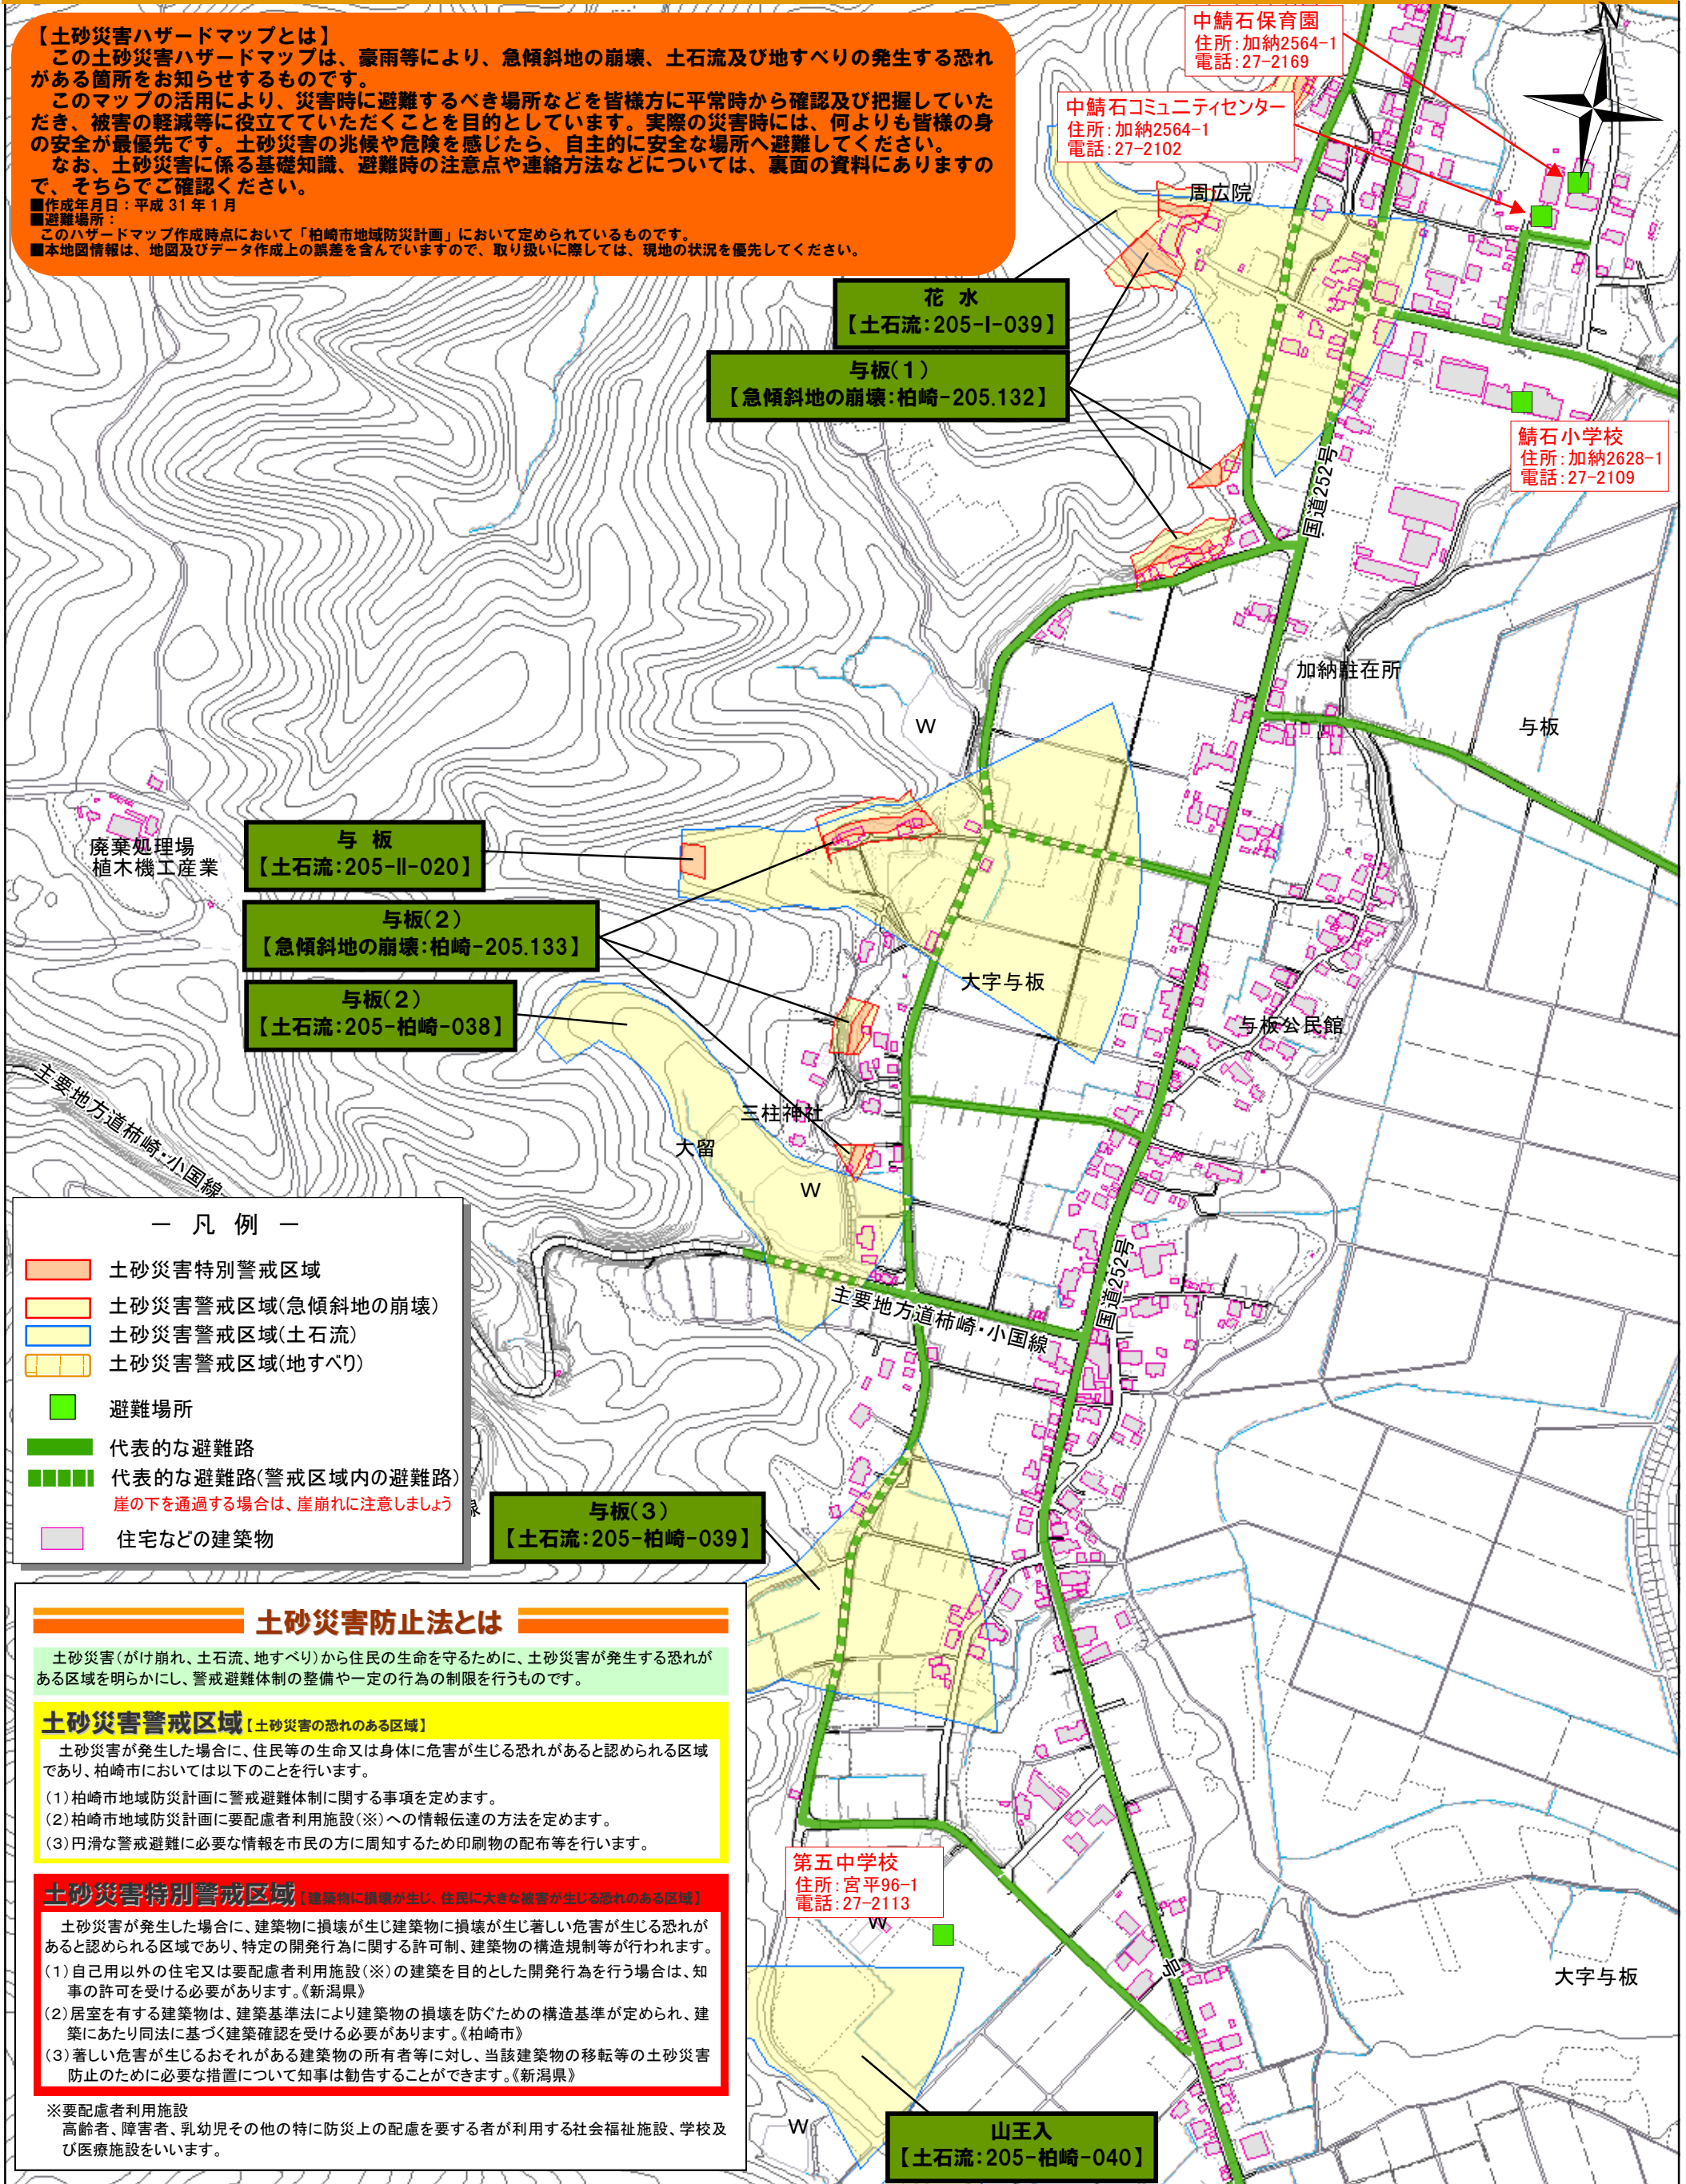 【土砂災害ハザードマップとは】
この土砂災害ハザードマップは、豪雨等により、急傾斜地の崩壊、土石流及び地すべりの発生する恐れ
がある箇所をお知らせするものです。
このマップの活用により、災害時に避難するべき場所などを皆様方に平常時から確認及び把握していた
だき、被害の軽減等に役立てていただくことを目的としています。実際の災害時には、何よりも皆様の身
の安全が最優先です。土砂災害の兆候や危険を感じたら、自主的に安全な場所へ避難してください。
なお、土砂災害に係る基礎知識、避難時の注意点や連絡方法などについては、裏面の資料にありますの
で、そちらでご確認ください。
■作成年月日：平成 31 年 1 月
■避難場所：
このハザードマップ作成時点において「柏崎市地域防災計画」において定められているものです。
■本地図情報は、地図及びデータ作成上の誤差を含んでいますので、取り扱いに際しては、現地の状況を優先してください。
中鯖石保育園
住所:加納2564-1
電話:27-2169
中鯖石コミュニティセンター
住所:加納2564-1
電話:27-2102
周広院
花 水
【土石流:205-Ⅰ-039】
与板(1)
【急傾斜地の崩壊:柏崎-205.132】
鯖石小学校
住所:加納2628-1
電話:27-2109
国道252号
加納駐在所
与板
W
廃棄処理場
植木機工産業
与 板
【土石流:205-Ⅱ-020】
与板(2)
【急傾斜地の崩壊:柏崎-205.133】
与板(2)
【土石流:205-柏崎-038】
大字与板
与板公民館
主要地方道柿崎・小国線
三柱神社
大留
W
国道252号
主要地方道柿崎・小国線
－ 凡 例 －
土砂災害特別警戒区域
土砂災害警戒区域(急傾斜地の崩壊)
土砂災害警戒区域(土石流)
土砂災害警戒区域(地すべり)
避難場所
代表的な避難路
代表的な避難路(警戒区域内の避難路)
崖の下を通過する場合は、崖崩れに注意しましょう
住宅などの建築物
線
与板(3)
【土石流:205-柏崎-039】
土砂災害防止法とは
土砂災害(がけ崩れ、土石流、地すべり)から住民の生命を守るために、土砂災害が発生する恐れが
ある区域を明らかにし、警戒避難体制の整備や一定の行為の制限を行うものです。
土砂災害警戒区域【土砂災害の恐れのある区域】
土砂災害が発生した場合に、住民等の生命又は身体に危害が生じる恐れがあると認められる区域
であり、柏崎市においては以下のことを行います。
(1)柏崎市地域防災計画に警戒避難体制に関する事項を定めます。
(2)柏崎市地域防災計画に要配慮者利用施設(※)への情報伝達の方法を定めます。
(3)円滑な警戒避難に必要な情報を市民の方に周知するため印刷物の配布等を行います。
土砂災害特別警戒区域【建築物に損壊が生じ、住民に大きな被害が生じる恐れのある区域】
土砂災害が発生した場合に、建築物に損壊が生じ建築物に損壊が生じ著しい危害が生じる恐れが
あると認められる区域であり、特定の開発行為に関する許可制、建築物の構造規制等が行われます。
(1)自己用以外の住宅又は要配慮者利用施設(※)の建築を目的とした開発行為を行う場合は、知
事の許可を受ける必要があります。《新潟県》
(2)居室を有する建築物は、建築基準法により建築物の損壊を防ぐための構造基準が定められ、建
築にあたり同法に基づく建築確認を受ける必要があります。《柏崎市》
(3)著しい危害が生じるおそれがある建築物の所有者等に対し、当該建築物の移転等の土砂災害
防止のために必要な措置について知事は勧告することができます。《新潟県》
※要配慮者利用施設
高齢者、障害者、乳幼児その他の特に防災上の配慮を要する者が利用する社会福祉施設、学校及
び医療施設をいいます。
第五中学校
住所:宮平96-1
電話:27-2113
W
号
大字与板
W
山王入
【土石流:205-柏崎-040】